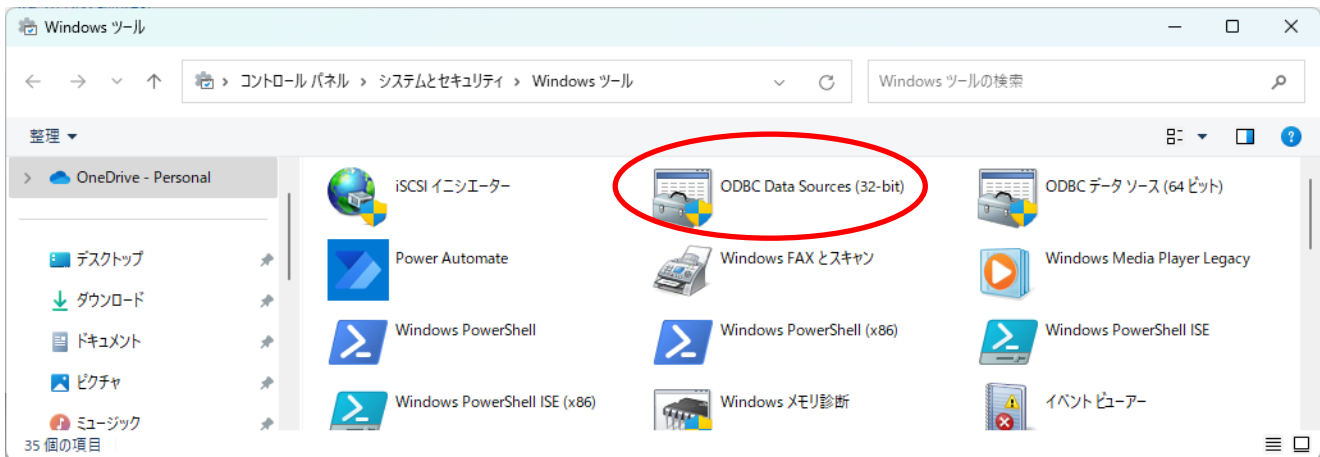 Windows ツール
コントロール パネル > システムとセキュリティ > Windows ツール
Windows ツールの検索
整理
OneDrive - Personal
デスクトップ
ダウンロード
ドキュメント
ピクチャ
ミュージック
iSCSI イニシエーター
ODBC Data Sources (32-bit)
ODBC データ ソース (64 ビット)
Power Automate
Windows FAX とスキャン
Windows Media Player Legacy
Windows PowerShell
Windows PowerShell (x86)
Windows PowerShell ISE
Windows PowerShell ISE (x86)
Windows メモリ診断
イベント ビューアー
35 個の項目